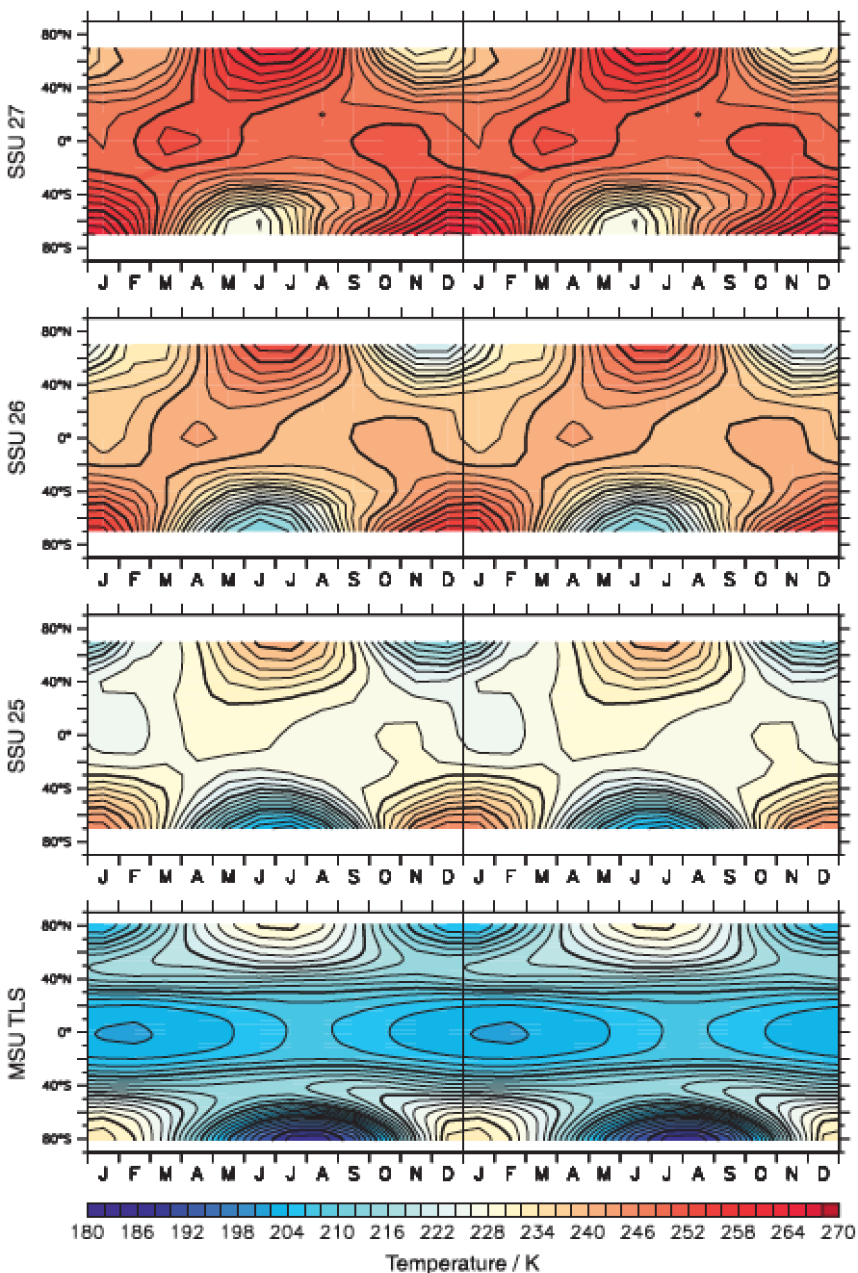 SSU 27
80°N
40°N
0°
40°S
80°S
J F M A M J J A S O N D J F M A M J J A S O N D
SSU 26
80°N
40°N
0°
40°S
80°S
J F M A M J J A S O N D J F M A M J J A S O N D
SSU 25
80°N
40°N
0°
40°S
80°S
J F M A M J J A S O N D J F M A M J J A S O N D
MSU TLS
80°N
40°N
0°
40°S
80°S
J F M A M J J A S O N D J F M A M J J A S O N D
180 186 192 198 204 210 216 222 228 234 240 246 252 258 264 270
Temperature / K